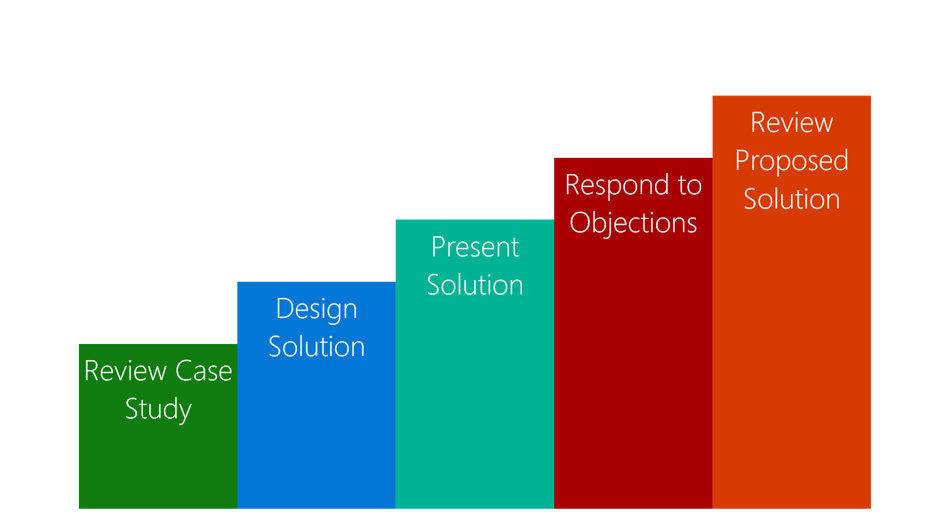 Review Case
Study
Design
Solution
Present
Solution
Respond to
Objections
Review
Proposed
Solution